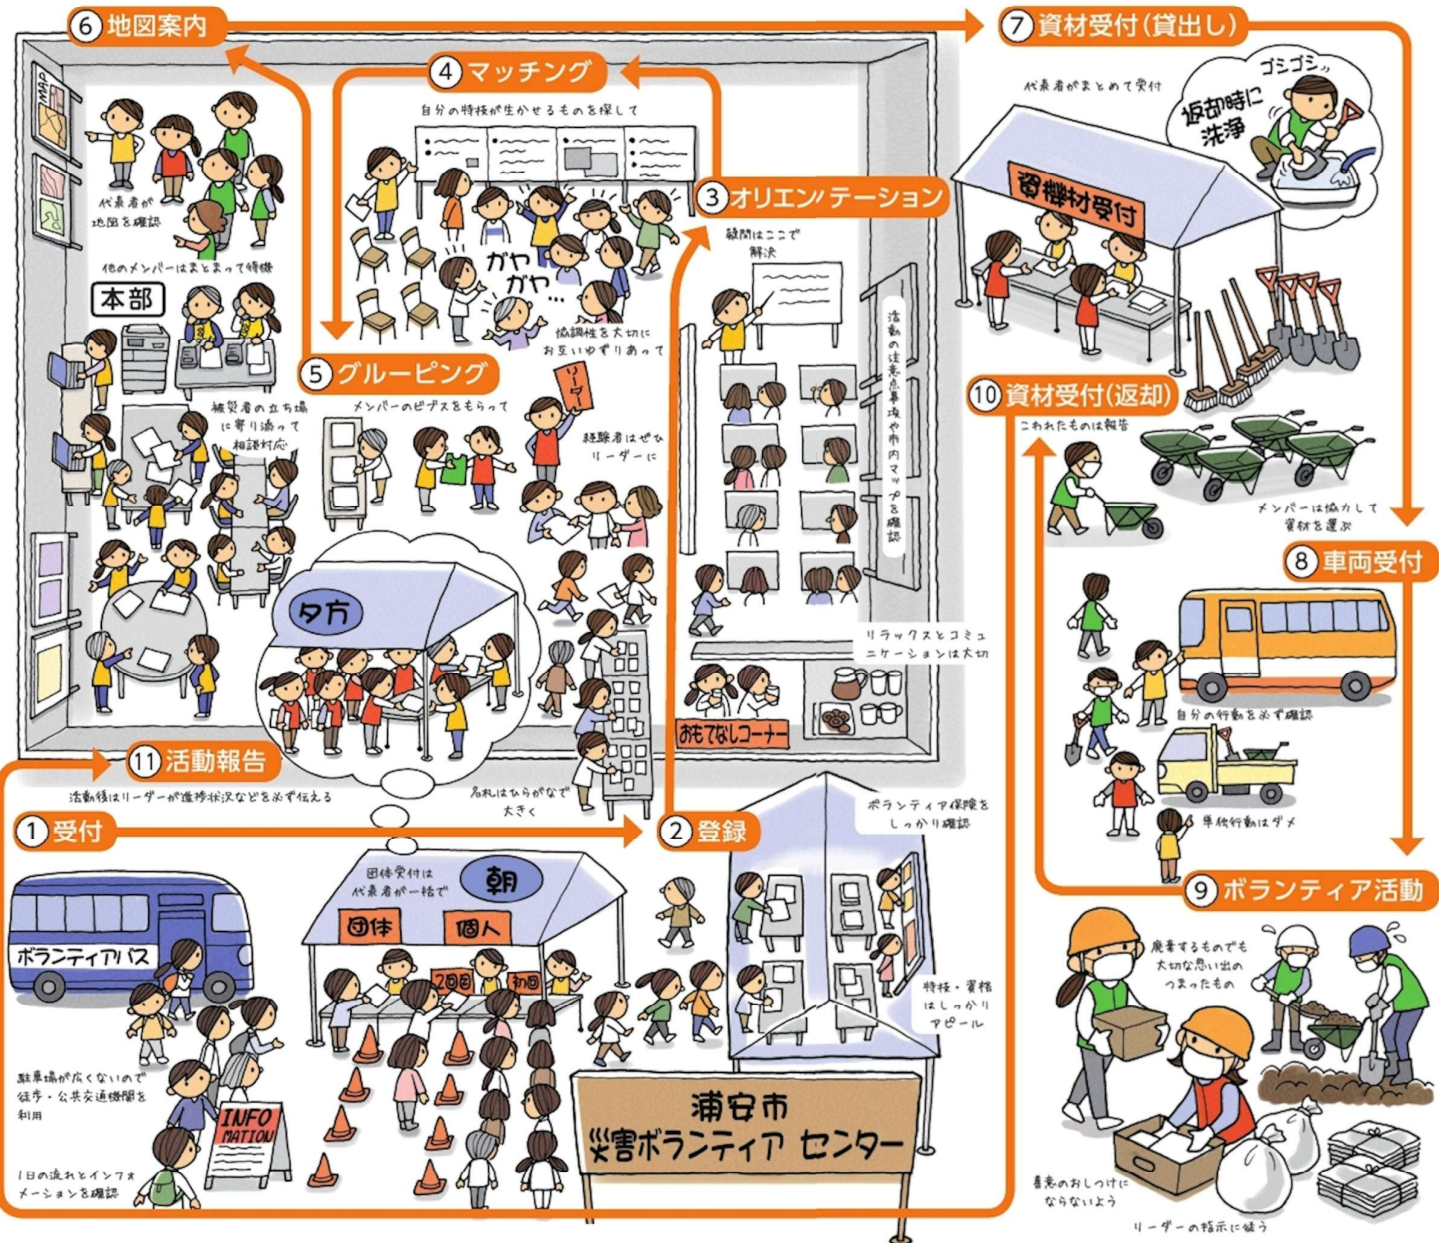 ⑥ 地図案内
MAP
代表者が
地図を確認
他のメンバーはまとまって待機
本部
被災者の立ち場
に寄り添って
相談対応
④ マッチング
自分の特技が生かせるものを探して
ガヤ
ガヤ…
協調性を大切に
お互いゆずりあって
③ オリエンテーション
疑問はここで
解決
活動の注意点事項や市内マップを確認
リラックスとコミュ
ニケーションは大切
おもてなしコーナー
⑤ グルーピング
メンバーのビブスをもらって
リーダー
経験者はぜひ
リーダーに
夕方
⑪ 活動報告
活動後はリーダーが進捗状況などを必ず伝える
名札はひらがなで
大きく
① 受付
ボランティアバス
駐車場が広くないので
徒歩・公共交通機関を
利用
INFO
MATION
1日の流れとインフォ
メーションを確認
団体受付は
代表者が一括で
朝
団体
個人
2回目
初回
② 登録
ボランティア保険を
しっかり確認
特技・資格
はしっかり
アピール
浦安市
災害ボランティア センター
⑦ 資材受付(貸出し)
代表者がまとめて受付
資機材受付
ゴシゴシ〃
返却時に
洗浄
⑩ 資材受付(返却)
こわれたものは報告
メンバーは協力して
資材を運ぶ
⑧ 車両受付
自分の行動を必ず確認
単独行動はダメ
⑨ ボランティア活動
廃棄するものでも
大切な思い出の
つまったもの
善意のおしつけに
ならないよう
リーダーの指示に従う